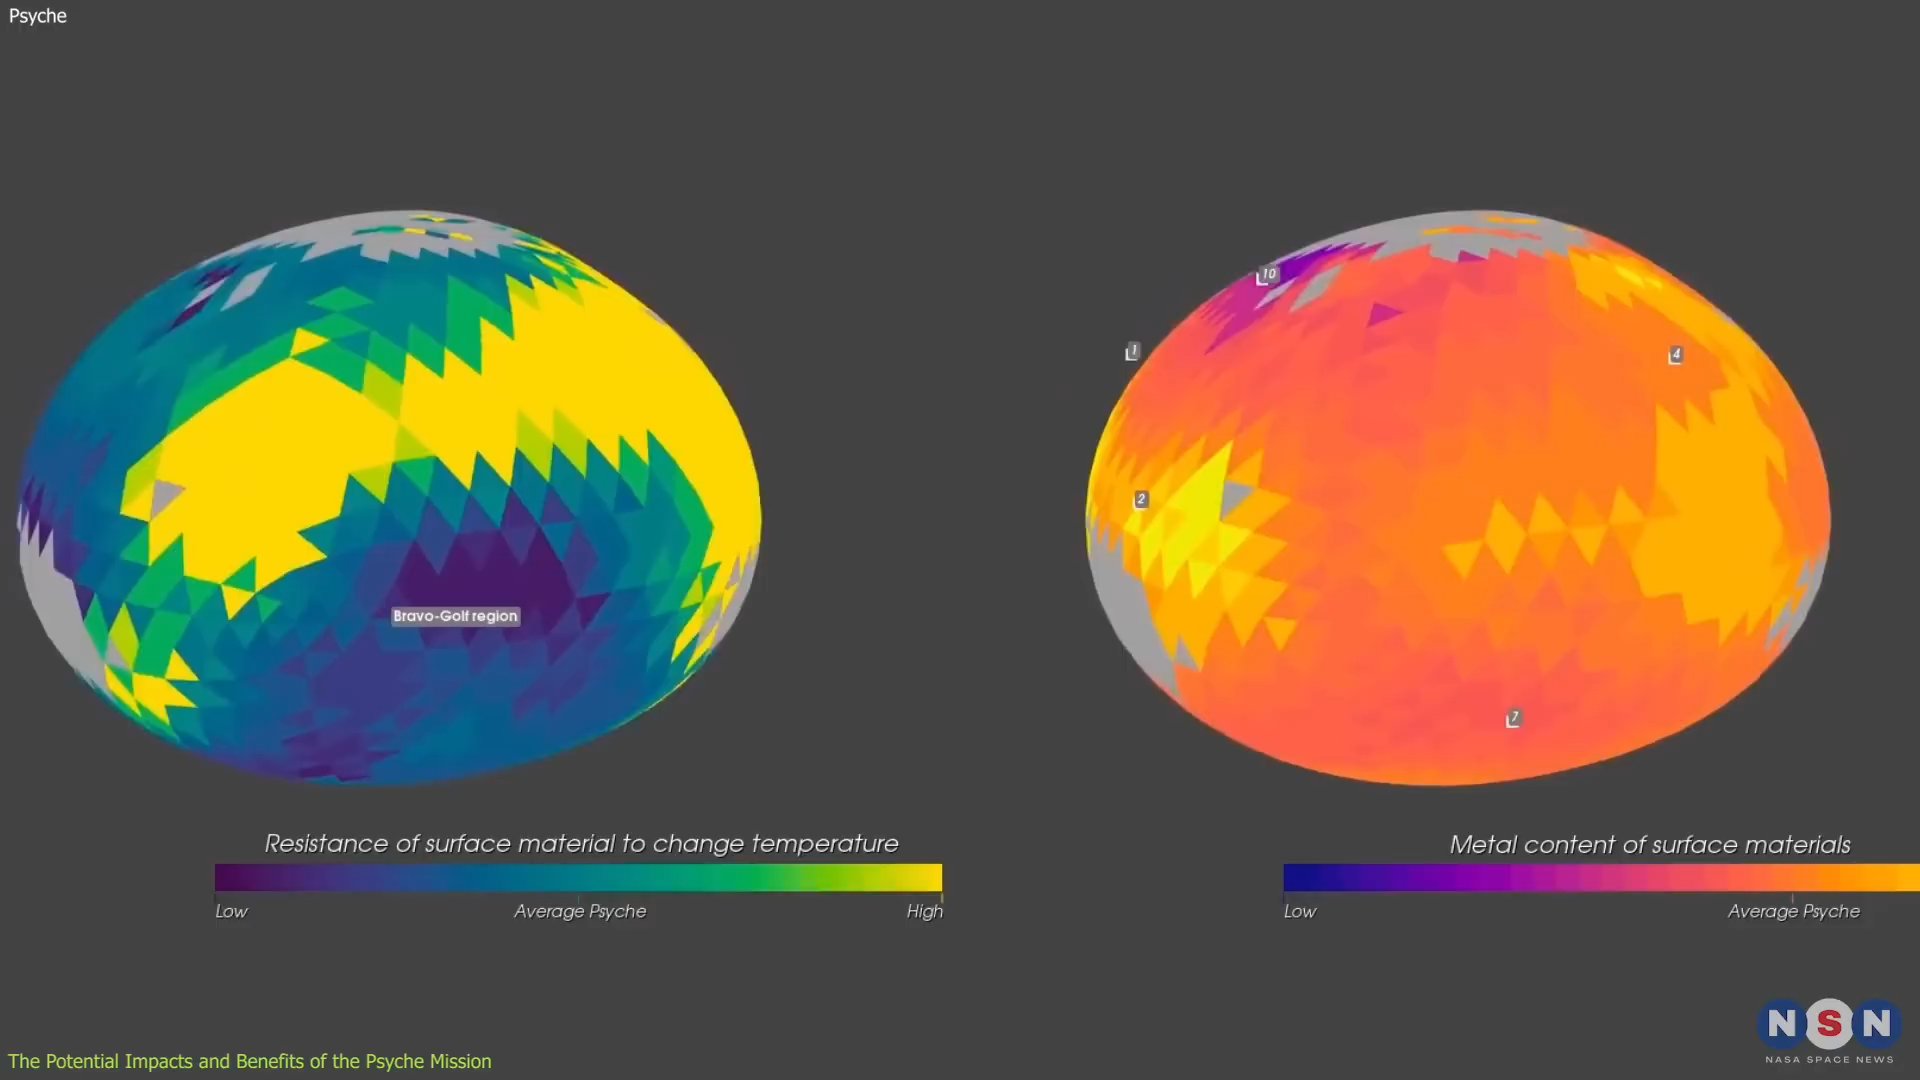 Psyche
10
1
4
2
Bravo-Golf region
7
Resistance of surface material to change temperature
Metal content of surface materials
Low
Average Psyche
High
Low
Average Psyche
NSN
NASA SPACE NEWS
The Potential Impacts and Benefits of the Psyche Mission